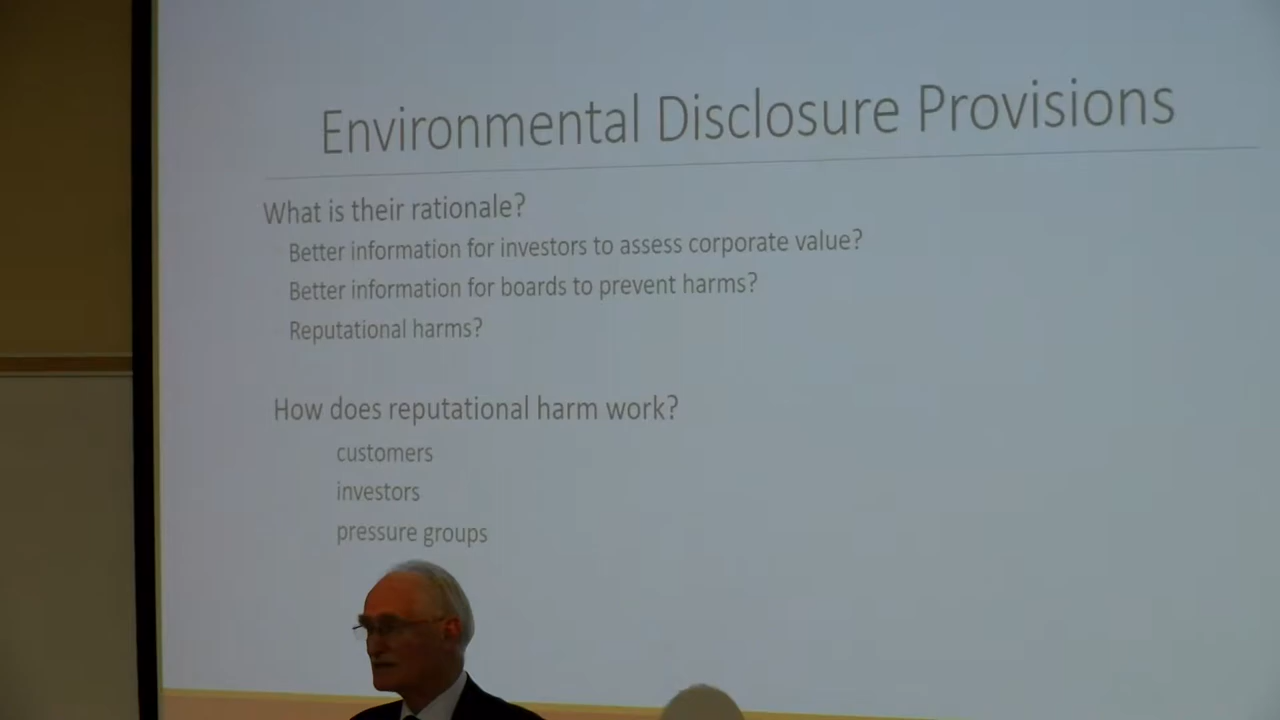 Environmental Disclosure Provisions
What is their rationale?
Better information for investors to assess corporate value?
Better information for boards to prevent harms?
Reputational harms?
How does reputational harm work?
customers
investors
pressure groups